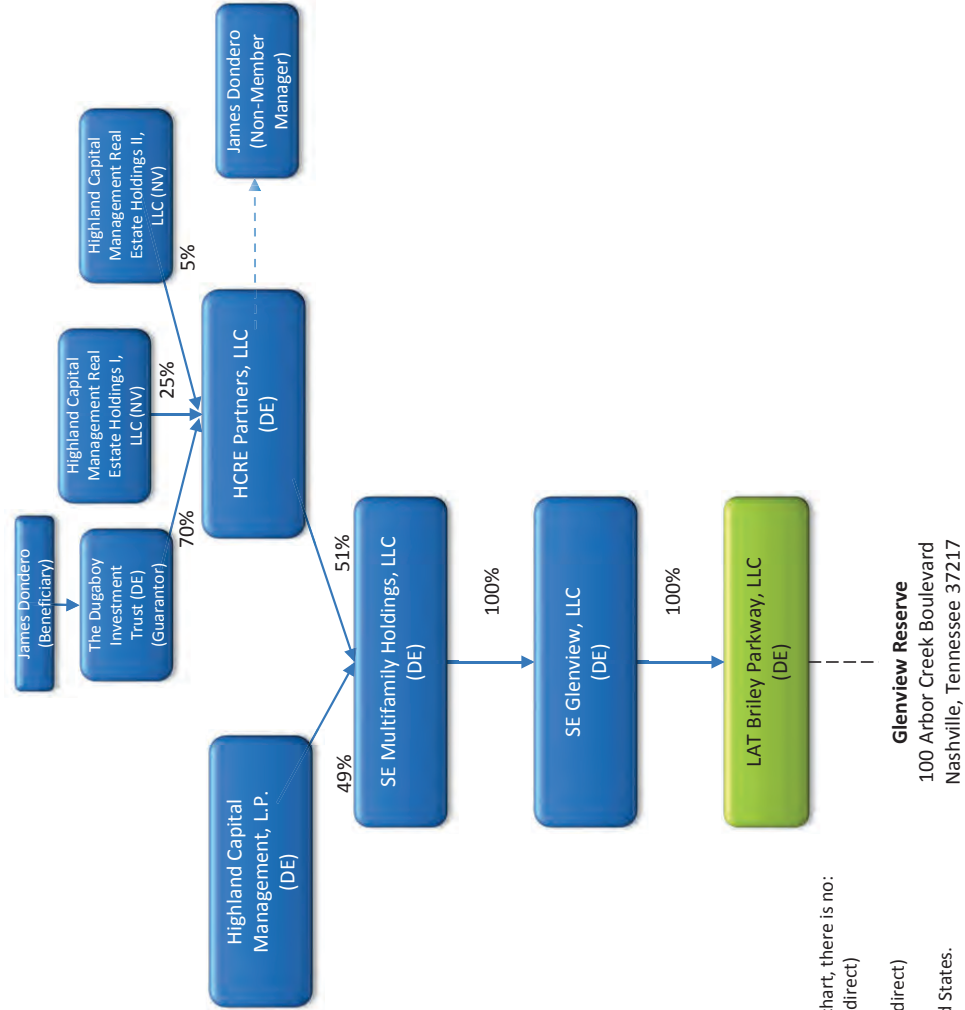 James Dondero
(Beneficiary)
The Dugaboy
Investment
Trust (DE)
(Guarantor)
Highland Capital
Management Real
Estate Holdings I,
LLC (NV)
Highland Capital
Management Real
Estate Holdings II,
LLC (NV)
70%
25%
5%
HCRE Partners, LLC
(DE)
James Dondero
(Non-Member
Manager)
Highland Capital
Management, L.P.
(DE)
49%
51%
SE Multifamily Holdings, LLC
(DE)
100%
SE Glenview, LLC
(DE)
100%
LAT Briley Parkway, LLC
(DE)
Glenview Reserve
100 Arbor Creek Boulevard
Nashville, Tennessee 37217
chart, there is no:
direct)
direct)
d States.